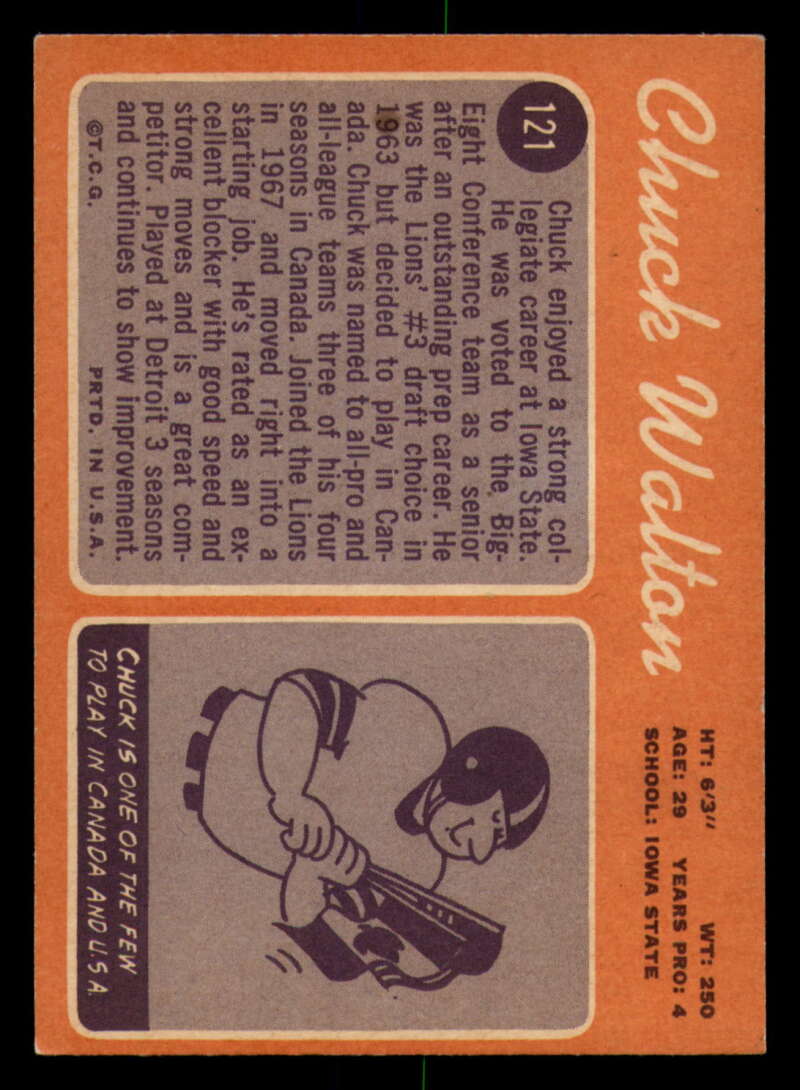 Chuck Walton
HT: 6'3" WT: 250
AGE: 29 YEARS PRO: 4
SCHOOL: IOWA STATE
121
Chuck enjoyed a strong col-
legiate career at Iowa State.
He was voted to the Big-
Eight Conference team as a senior
after an outstanding prep career. He
was the Lions' #3 draft choice in
1963 but decided to play in Can-
ada. Chuck was named to all-pro and
all-league teams three of his four
seasons in Canada. Joined the Lions
in 1967 and moved right into a
starting job. He's rated as an ex-
cellent blocker with good speed and
strong moves and is a great com-
petitor. Played at Detroit 3 seasons
and continues to show improvement.
©T.C.G. PRTD. IN U.S.A.
CHUCK IS ONE OF THE FEW
TO PLAY IN CANADA AND U.S.A.